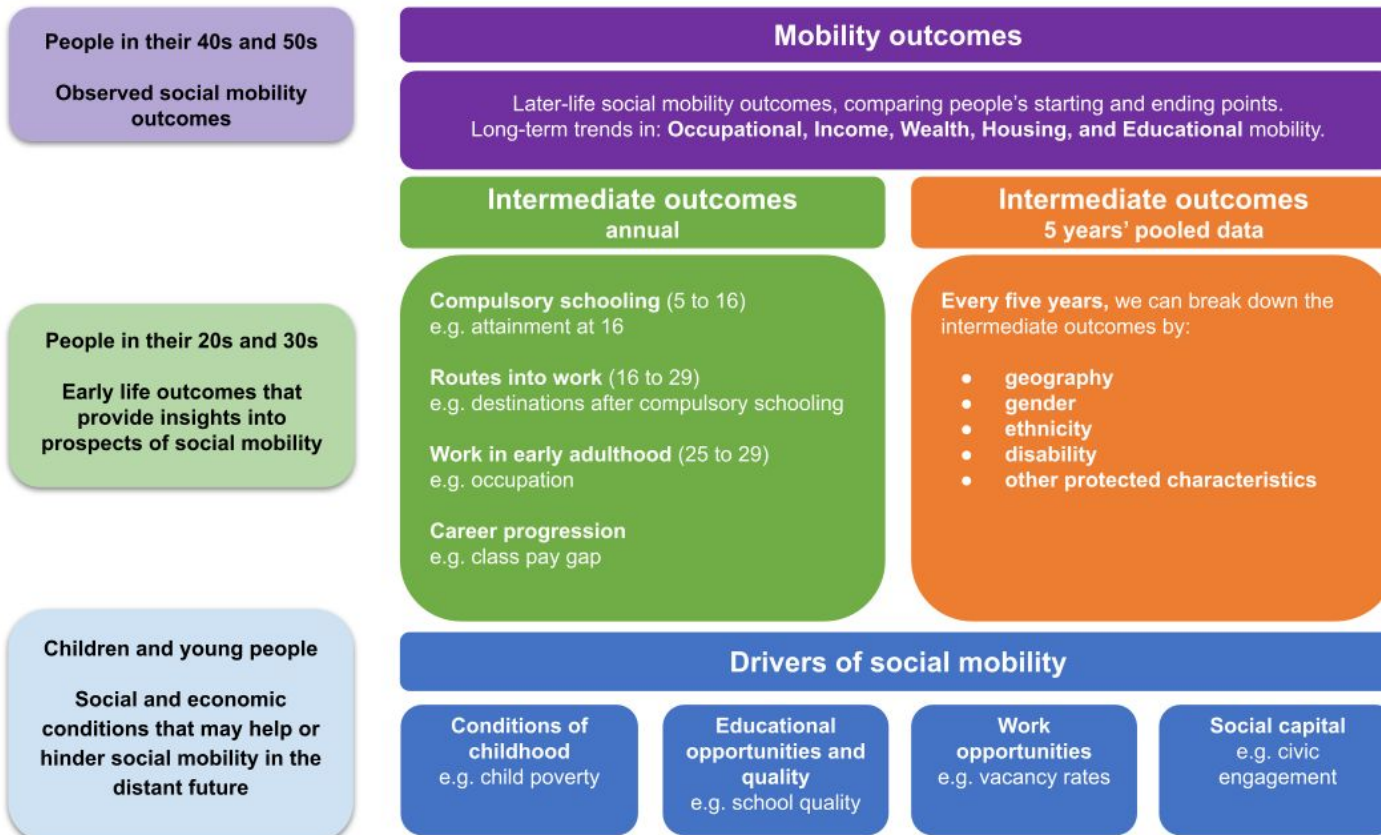 People in their 40s and 50s
Observed social mobility
outcomes
Mobility outcomes
Later-life social mobility outcomes, comparing people's starting and ending points.
Long-term trends in: Occupational, Income, Wealth, Housing, and Educational mobility.
People in their 20s and 30s
Early life outcomes that
provide insights into
prospects of social mobility
Intermediate outcomes
annual
Compulsory schooling (5 to 16)
e.g. attainment at 16
Routes into work (16 to 29)
e.g. destinations after compulsory schooling
Work in early adulthood (25 to 29)
e.g. occupation
Career progression
e.g. class pay gap
Intermediate outcomes
5 years' pooled data
Every five years, we can break down the
intermediate outcomes by:
● geography
● gender
● ethnicity
● disability
● other protected characteristics
Children and young people
Social and economic
conditions that may help or
hinder social mobility in the
distant future
Drivers of social mobility
Conditions of
childhood
e.g. child poverty
Educational
opportunities and
quality
e.g. school quality
Work
opportunities
e.g. vacancy rates
Social capital
e.g. civic
engagement